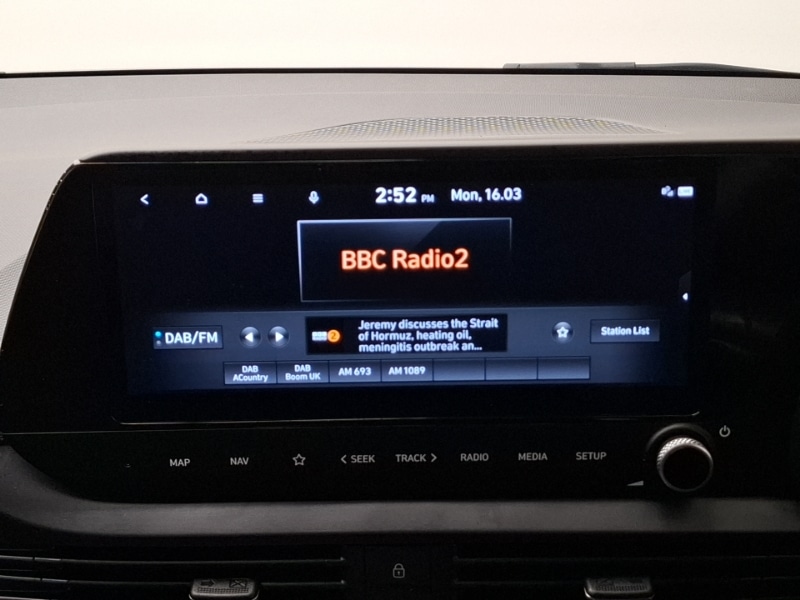 2:52 PM Mon, 16.03
BBC Radio2
DAB/FM
BBC 2
Jeremy discusses the Strait
of Hormuz, heating oil,
meningitis outbreak an...
Station List
DAB
ACountry
DAB
Boom UK
AM 693
AM 1089
MAP
NAV
< SEEK
TRACK >
RADIO
MEDIA
SETUP